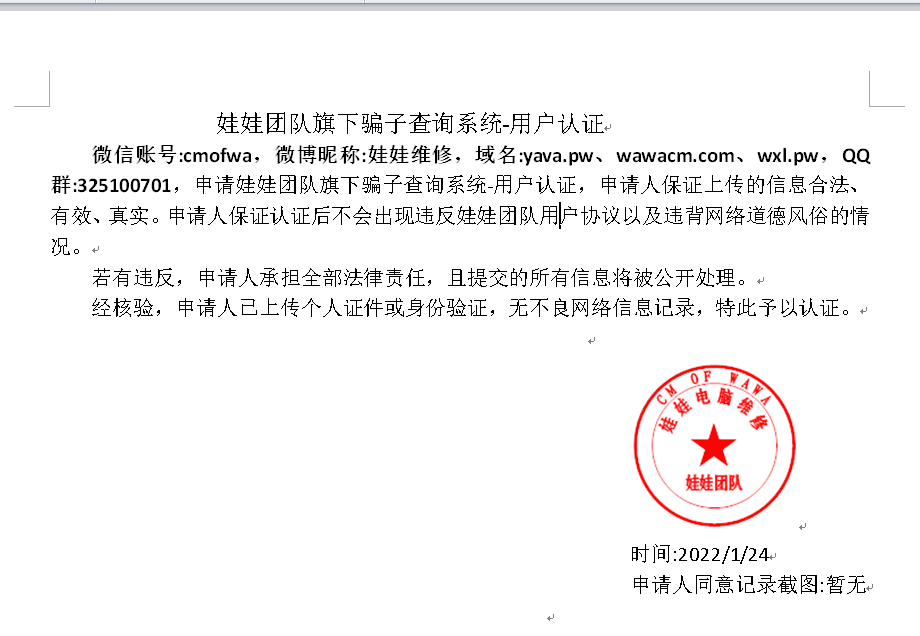 娃娃团队旗下骗子查询系统-用户认证
微信账号:cmofwa，微博昵称:娃娃维修，域名:yava.pw、wawacm.com、wxl.pw，QQ
群:325100701，申请娃娃团队旗下骗子查询系统-用户认证，申请人保证上传的信息合法、
有效、真实。申请人保证认证后不会出现违反娃娃团队用户协议以及违背网络道德风俗的情
况。
若有违反，申请人承担全部法律责任，且提交的所有信息将被公开处理。
经核验，申请人已上传个人证件或身份验证，无不良网络信息记录，特此予以认证。
CM OF WAWA
娃娃电脑维修
娃娃团队
时间:2022/1/24
申请人同意记录截图:暂无